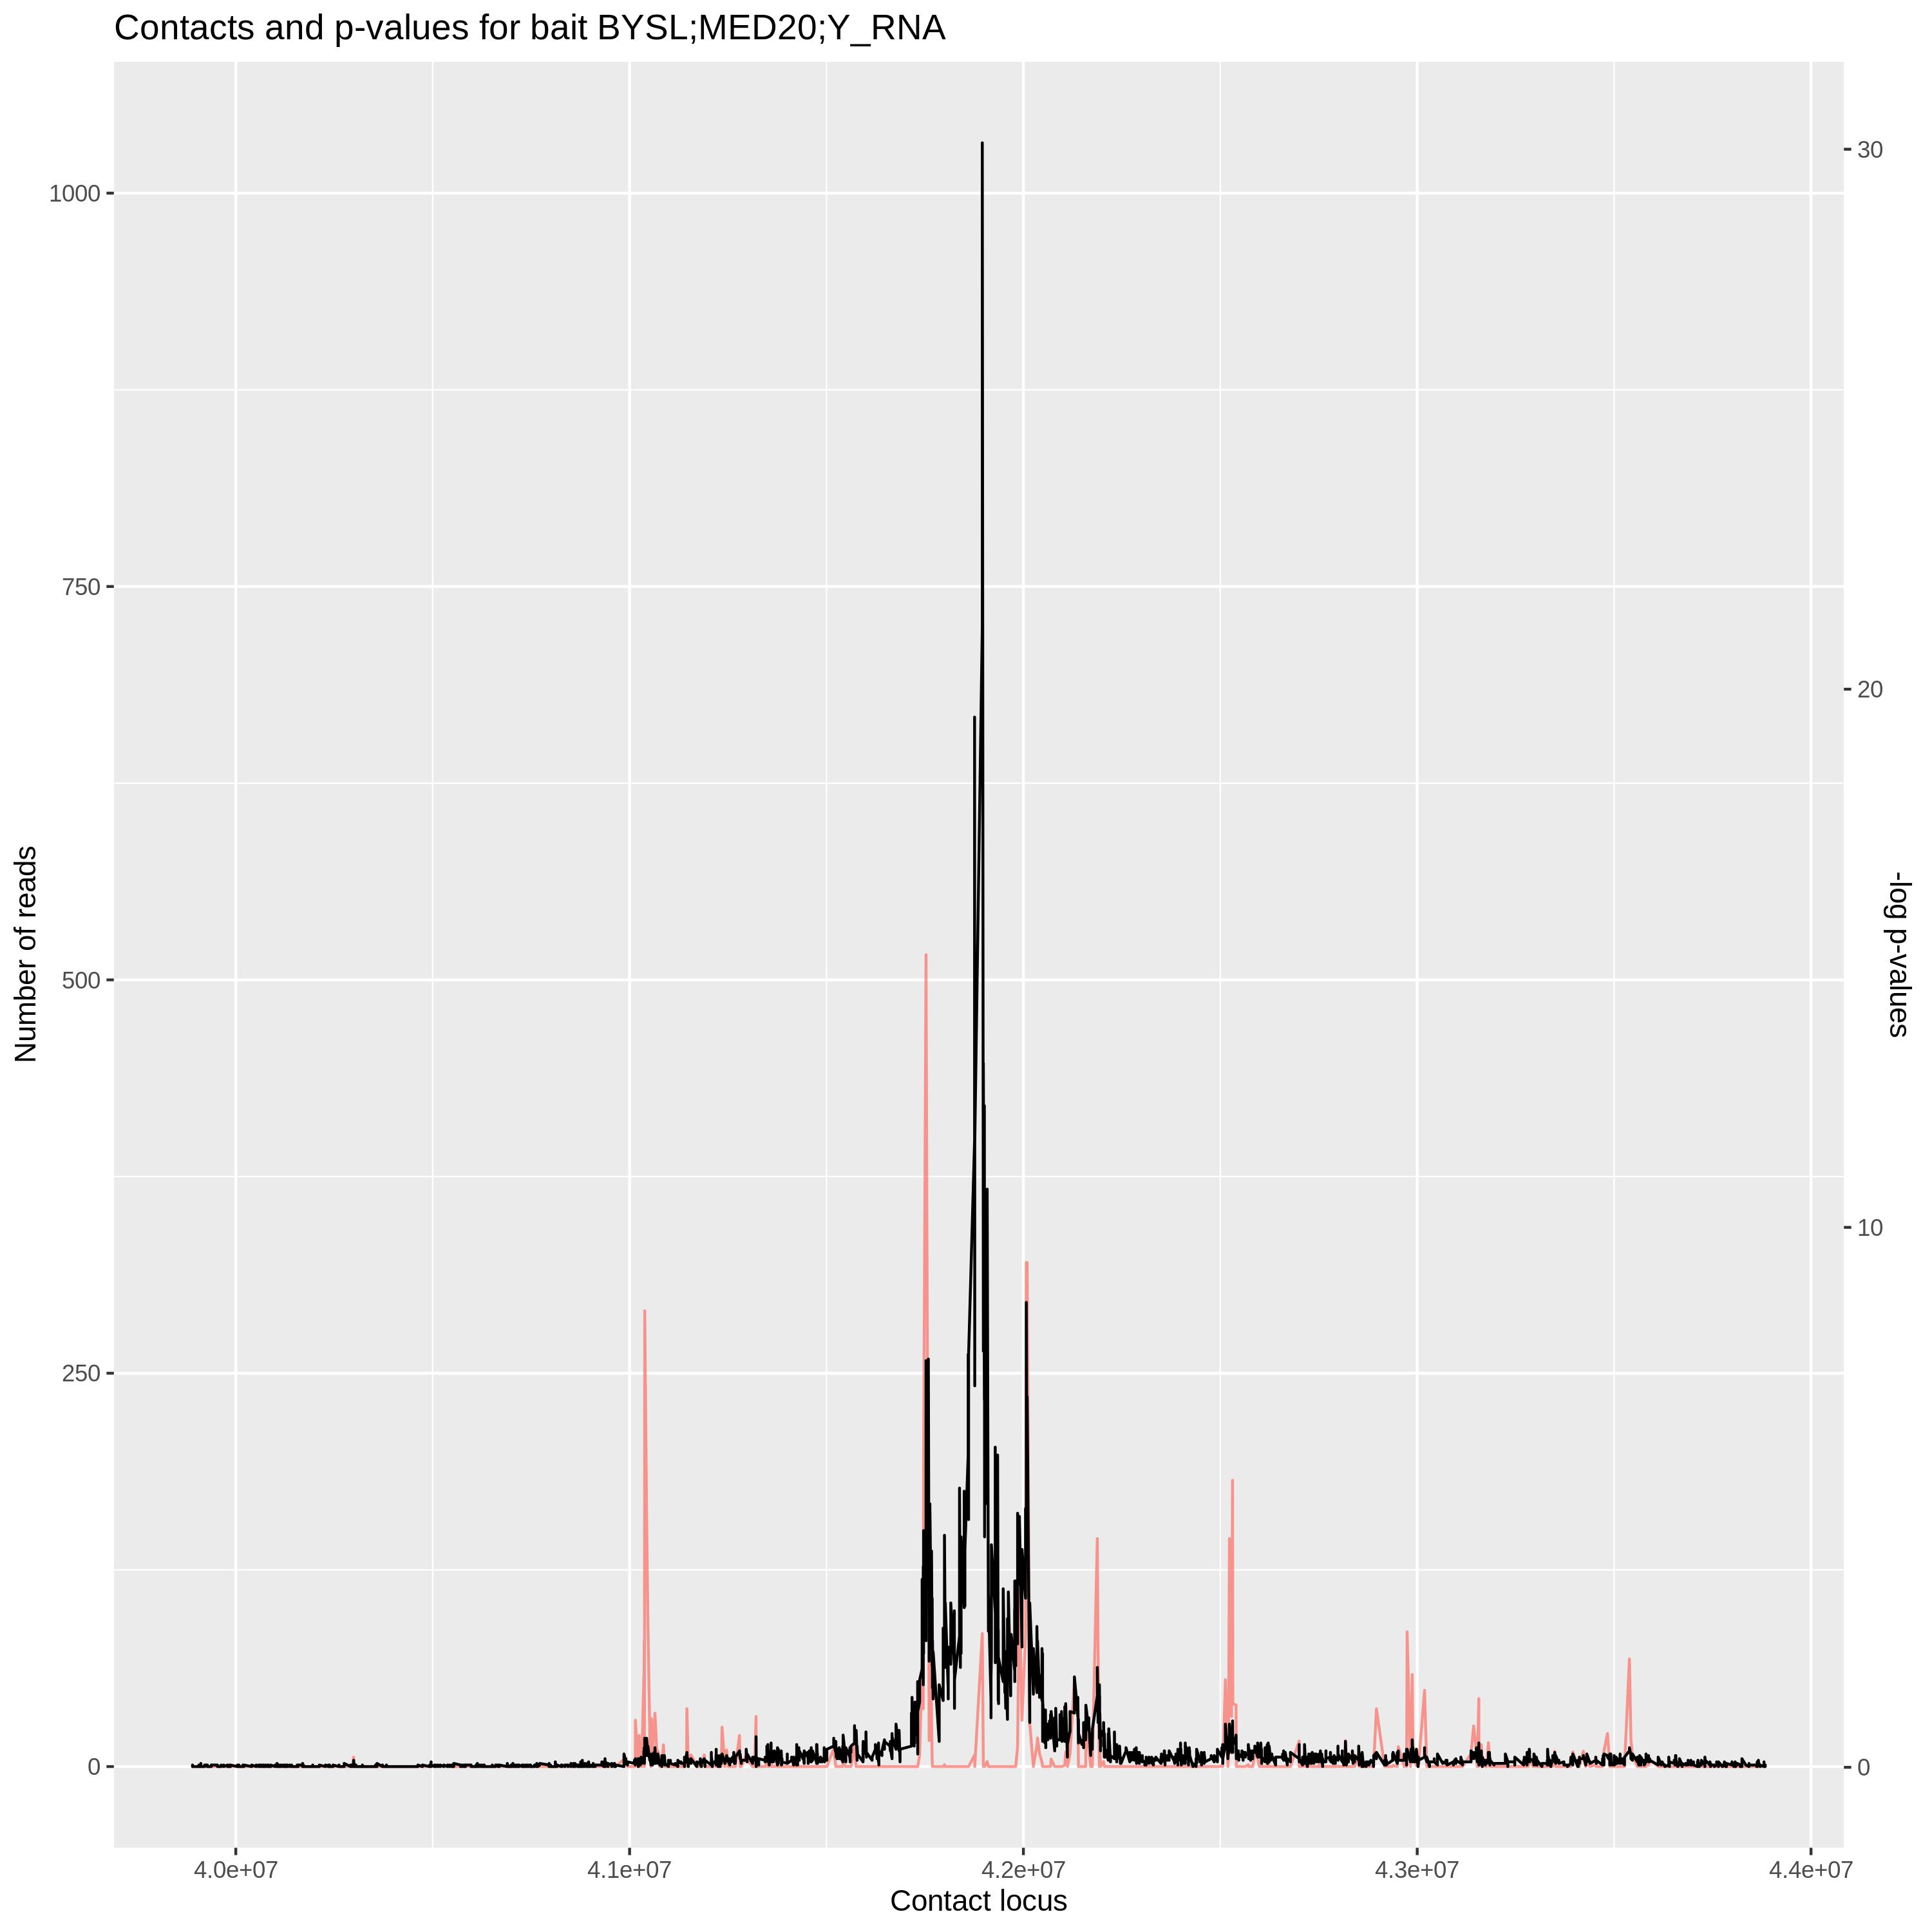 Contacts and p-values for bait BYSL;MED20;Y_RNA
1000
750
500
250
0
Number of reads
30
20
10
0
-log p-values
4.0e+07
4.1e+07
4.2e+07
4.3e+07
4.4e+07
Contact locus